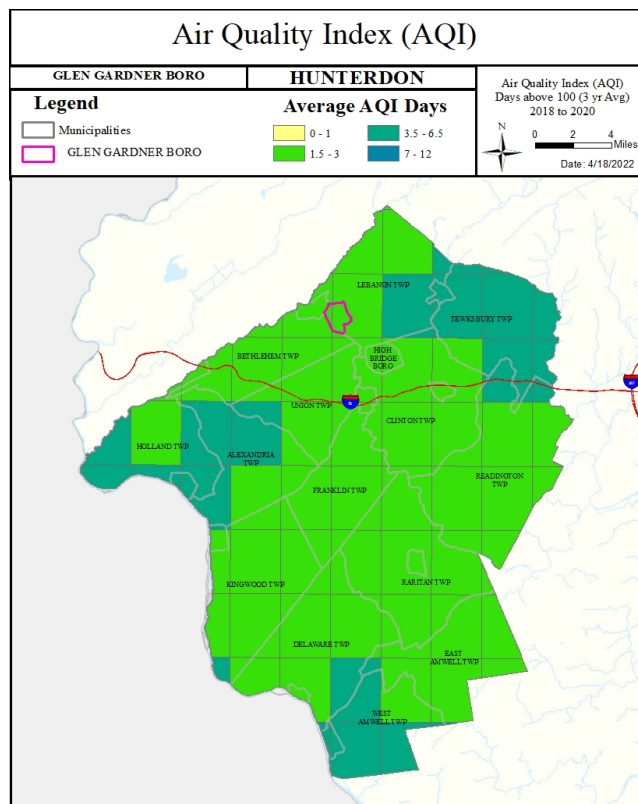 Air Quality Index (AQI)
GLEN GARDNER BORO
HUNTERDON
Air Quality Index (AQI)
Days above 100 (3 yr Avg)
2018 to 2020
Legend
Municipalities
GLEN GARDNER BORO
Average AQI Days
0 - 1
3.5 - 6.5
1.5 - 3
7 - 12
N
0 2 4
Miles
Date: 4/18/2022
LEBANON TWP
TEWKSBURY TWP
BETHLEHEM TWP
HIGH
BRIDGE
BORO
UNION TWP
CLINTON TWP
HOLLAND TWP
ALEXANDRIA
TWP
READINGTON
TWP
FRANKLIN TWP
KINGWOOD TWP
RARITAN TWP
DELAWARE TWP
EAST
AMWELL TWP
WEST
AMWELL TWP